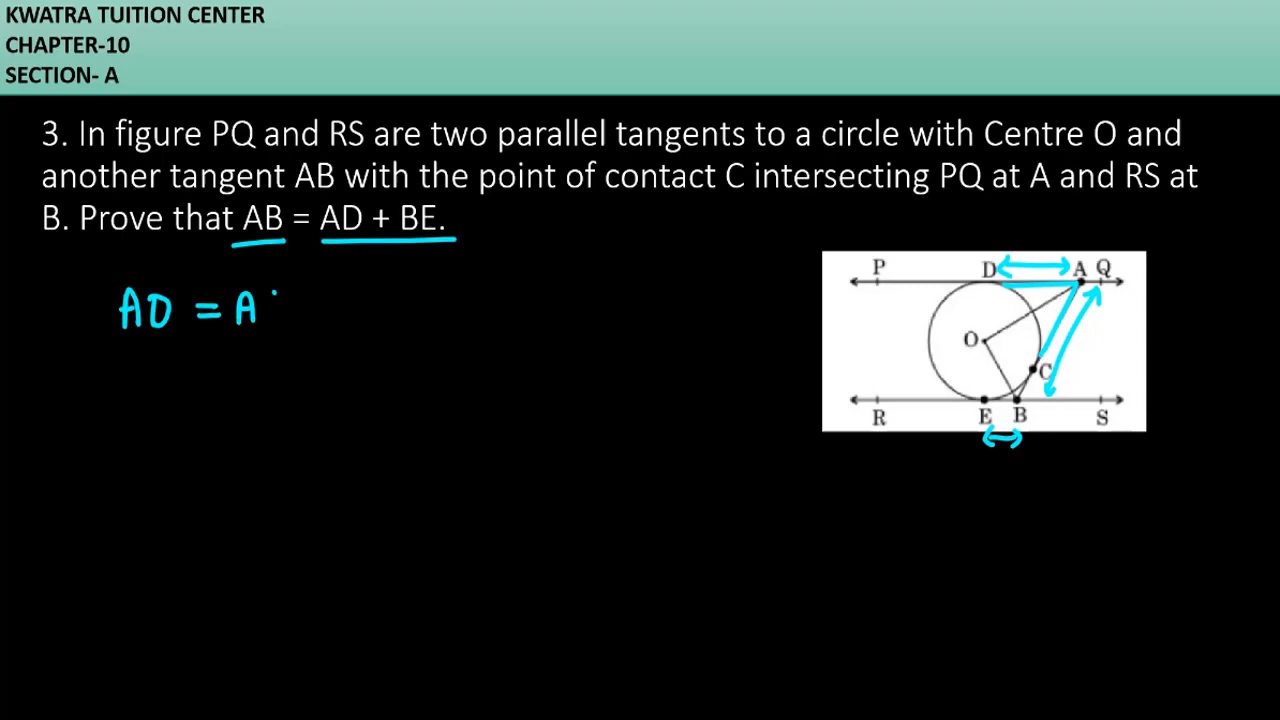 KWATRA TUITION CENTER
CHAPTER-10
SECTION- A
3. In figure PQ and RS are two parallel tangents to a circle with Centre O and
another tangent AB with the point of contact C intersecting PQ at A and RS at
B. Prove that AB = AD + BE.
AD = A
P D A Q
O
C
R E B S